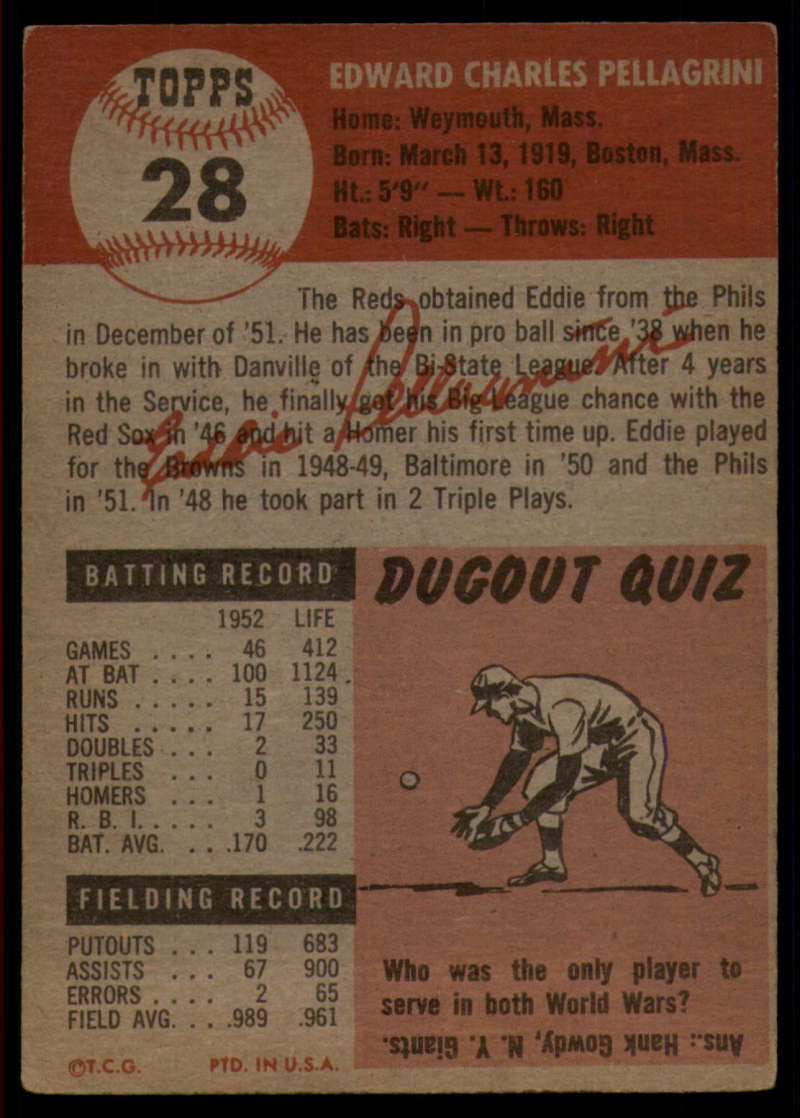 TOPPS
28
EDWARD CHARLES PELLAGRINI
Home: Weymouth, Mass.
Born: March 13, 1919, Boston, Mass.
Ht.: 5'9" — Wt.: 160
Bats: Right — Throws: Right
The Reds obtained Eddie from the Phils
in December of '51. He has been in pro ball since '38 when he
broke in with Danville of the Bi-State League. After 4 years
in the Service, he finally got his Big League chance with the
Red Sox in '46 and hit a Homer his first time up. Eddie played
for the Browns in 1948-49, Baltimore in '50 and the Phils
in '51. In '48 he took part in 2 Triple Plays.
Eddie Pellagrini
BATTING RECORD
1952 LIFE
GAMES . . . . 46 412
AT BAT . . . . 100 1124
RUNS . . . . . 15 139
HITS . . . . . 17 250
DOUBLES . . . 2 33
TRIPLES . . . 0 11
HOMERS . . . 1 16
R. B. I. . . . . 3 98
BAT. AVG. . . .170 .222
FIELDING RECORD
PUTOUTS . . . 119 683
ASSISTS . . . 67 900
ERRORS . . . . 2 65
FIELD AVG. . . .989 .961
©T.C.G. PTD. IN U.S.A.
DUGOUT QUIZ
Who was the only player to
serve in both World Wars?
Ans.: Hank Gowdy, N. Y. Giants.